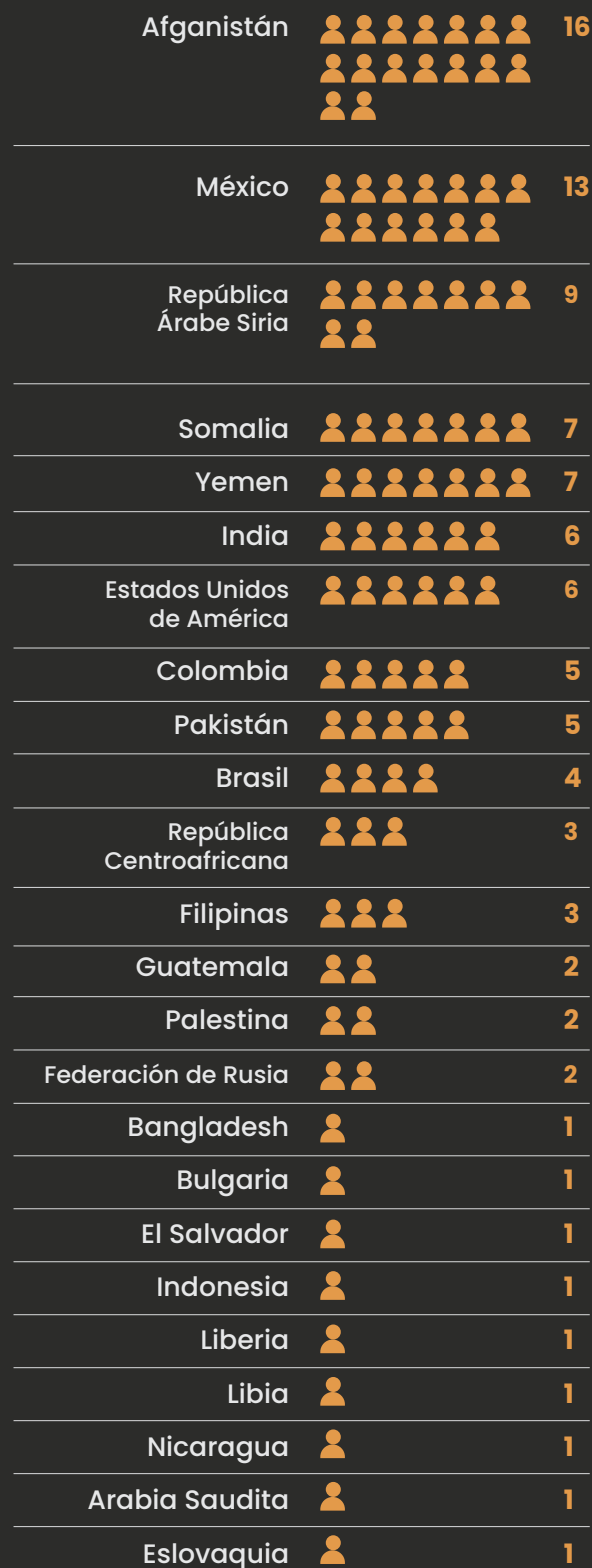 Afganistán 16
México 13
República 9
Árabe Siria
Somalia 7
Yemen 7
India 6
Estados Unidos 6
de América
Colombia 5
Pakistán 5
Brasil 4
República 3
Centroafricana
Filipinas 3
Guatemala 2
Palestina 2
Federación de Rusia 2
Bangladesh 1
Bulgaria 1
El Salvador 1
Indonesia 1
Liberia 1
Libia 1
Nicaragua 1
Arabia Saudita 1
Eslovaquia 1